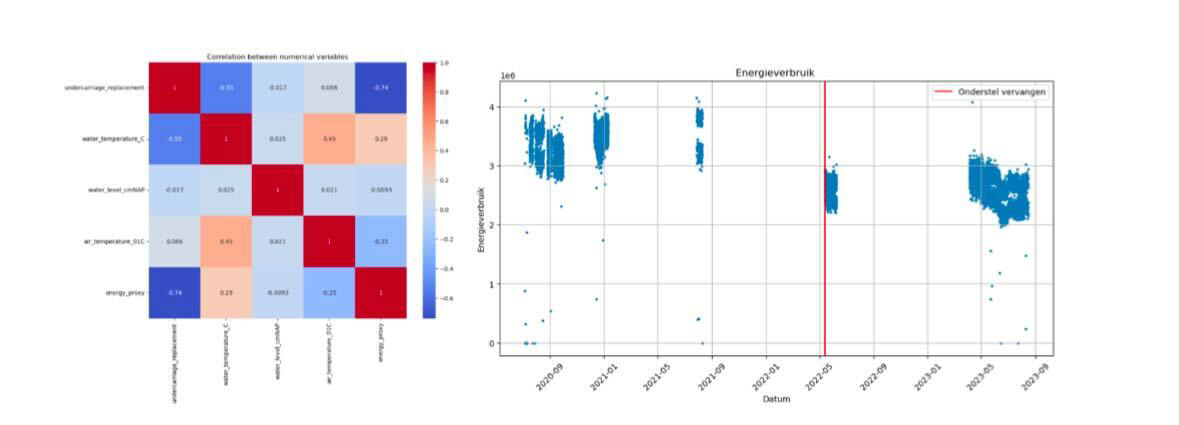 Correlation between numerical variables
undercarriage_replacement 1 -0.55 -0.017 0.066 -0.74
water_temperature_C -0.55 1 0.025 0.45 0.29
water_level_cmNAP -0.017 0.025 1 0.021 -0.0093
air_temperature_01C 0.066 0.45 0.021 1 -0.25
energy_proxy -0.74 0.29 -0.0093 -0.25 1
undercarriage_replacement
water_temperature_C
water_level_cmNAP
air_temperature_01C
energy_proxy
1.0
0.8
0.6
0.4
0.2
0.0
-0.2
-0.4
-0.6
Energieverbruik
1e6
Onderstel vervangen
4
3
2
1
0
Energieverbruik
2020-09 2021-01 2021-05 2021-09 2022-01 2022-05 2022-09 2023-01 2023-05 2023-09
Datum